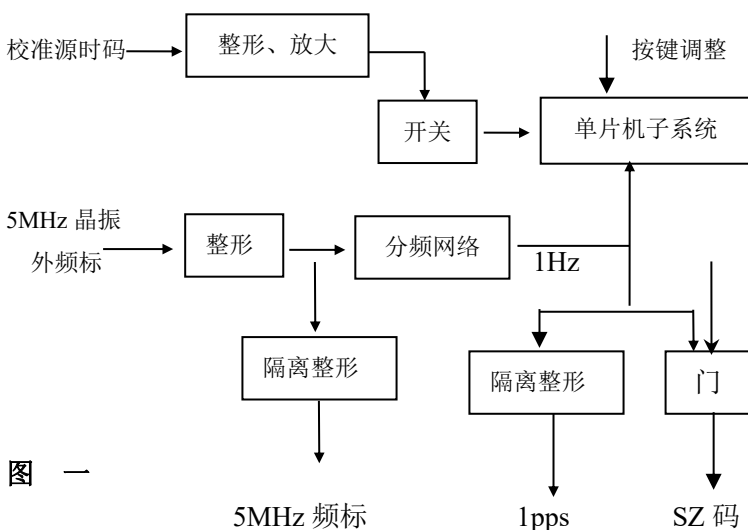 校准源时码
整形、放大
按键调整
开关
单片机子系统
5MHz 晶振
外频标
整形
分频网络
1Hz
隔离整形
隔离整形
门
图 一
5MHz 频标
1pps
SZ 码